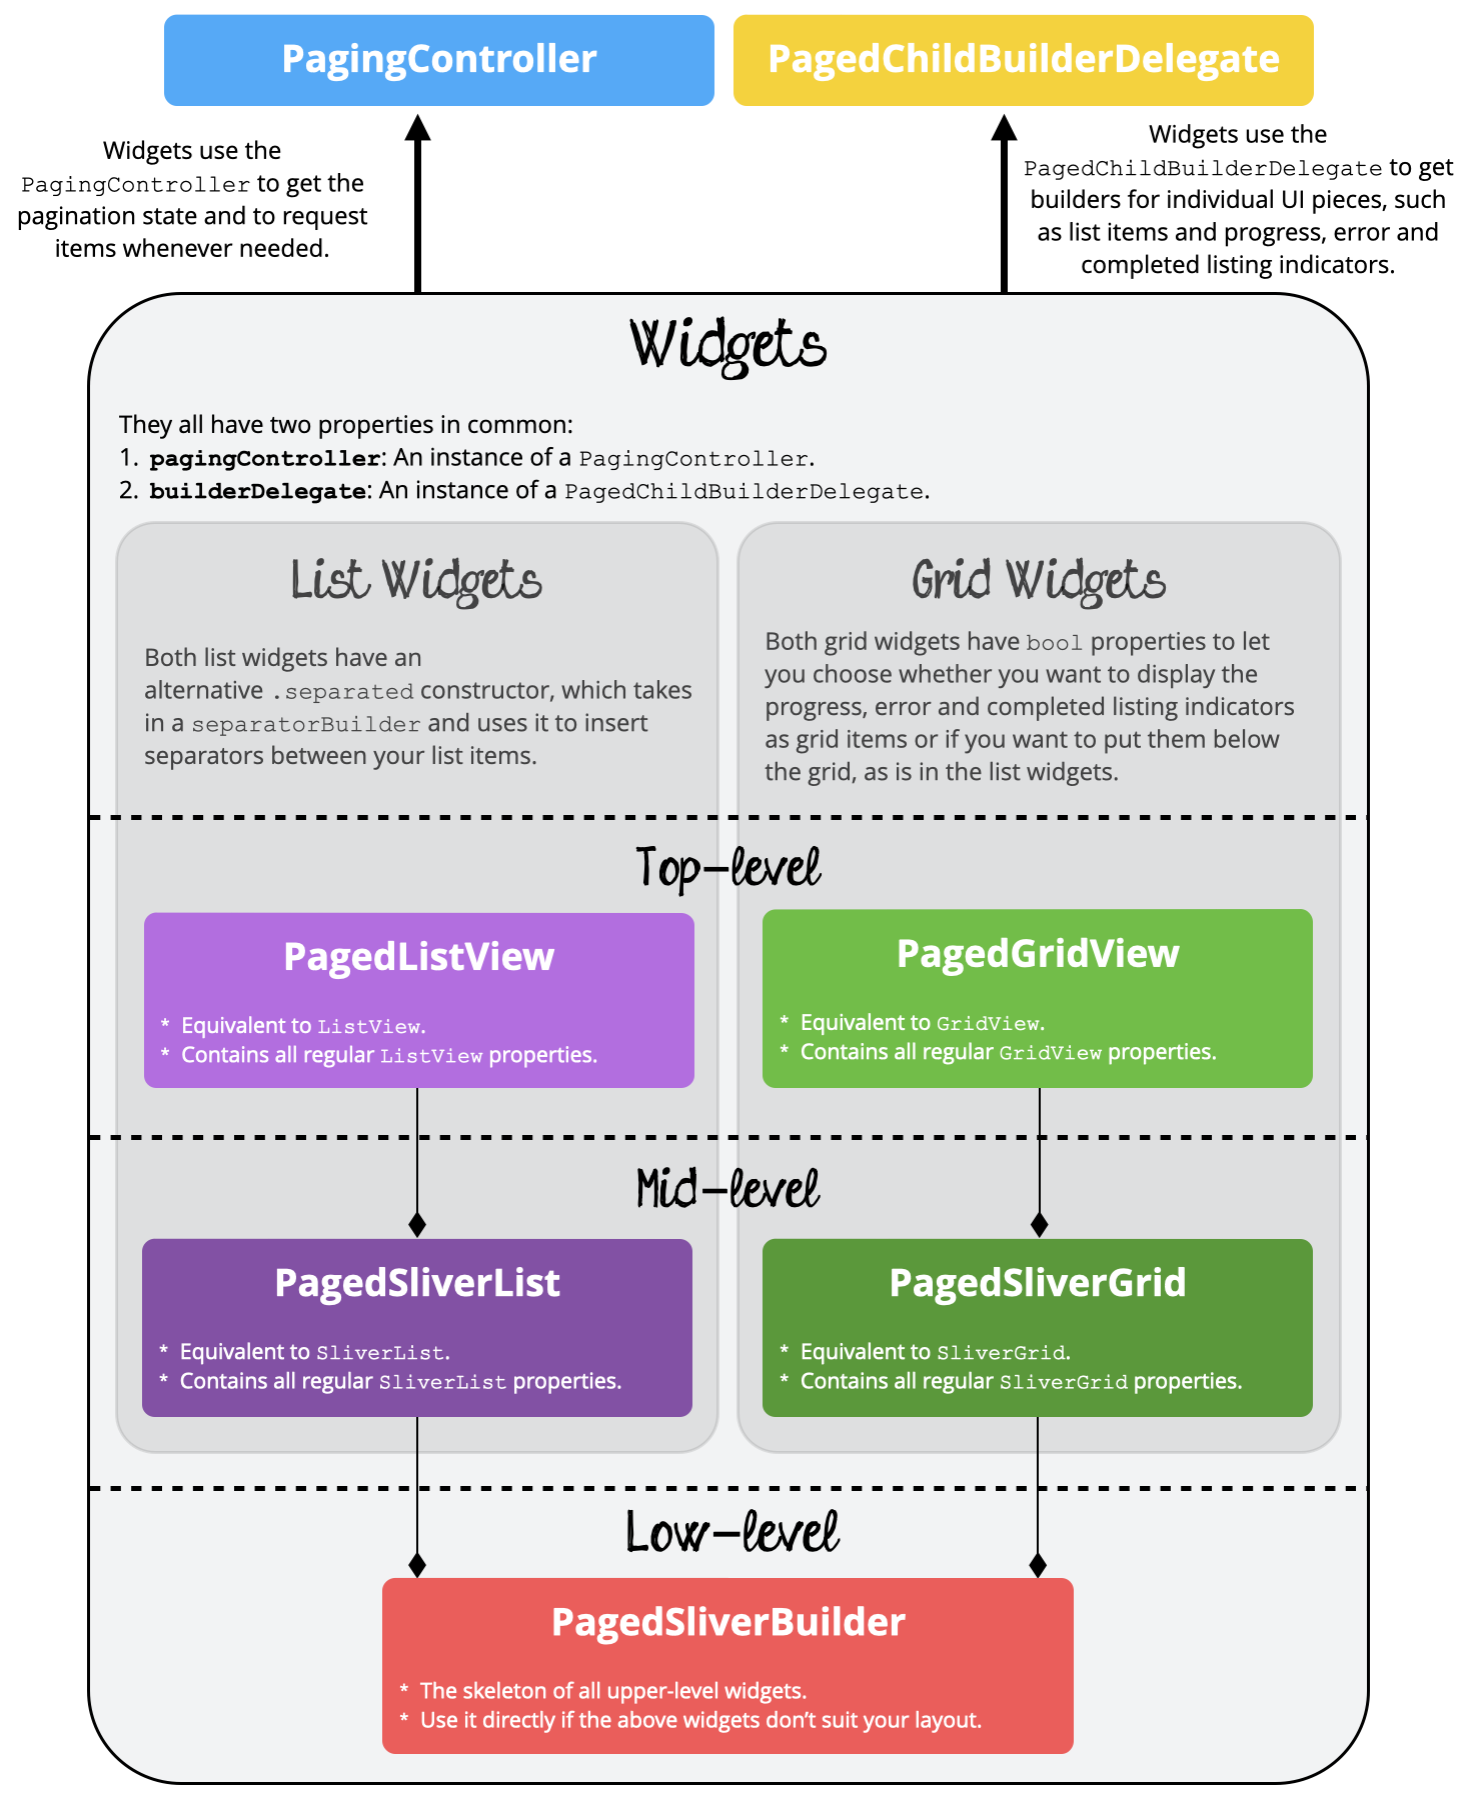 PagingController
PagedChildBuilderDelegate
Widgets use the
PagingController to get the
pagination state and to request
items whenever needed.
Widgets use the
PagedChildBuilderDelegate to get
builders for individual UI pieces, such
as list items and progress, error and
completed listing indicators.
Widgets
They all have two properties in common:
1. pagingController: An instance of a PagingController.
2. builderDelegate: An instance of a PagedChildBuilderDelegate.
List Widgets
Both list widgets have an
alternative .separated constructor, which takes
in a separatorBuilder and uses it to insert
separators between your list items.
Grid Widgets
Both grid widgets have bool properties to let
you choose whether you want to display the
progress, error and completed listing indicators
as grid items or if you want to put them below
the grid, as is in the list widgets.
Top-level
PagedListView
* Equivalent to ListView.
* Contains all regular ListView properties.
PagedGridView
* Equivalent to GridView.
* Contains all regular GridView properties.
Mid-level
PagedSliverList
* Equivalent to SliverList.
* Contains all regular SliverList properties.
PagedSliverGrid
* Equivalent to SliverGrid.
* Contains all regular SliverGrid properties.
Low-level
PagedSliverBuilder
* The skeleton of all upper-level widgets.
* Use it directly if the above widgets don’t suit your layout.